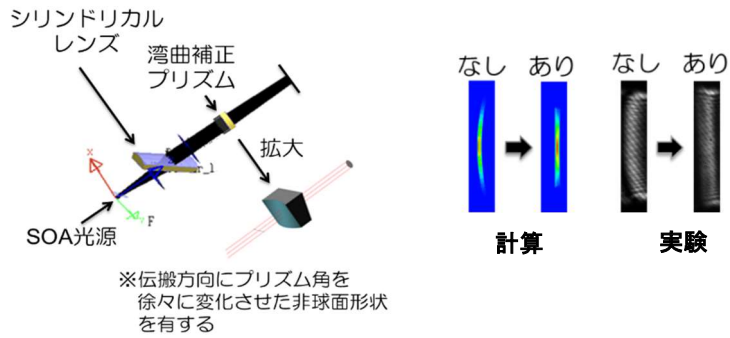 シリンドリカル
レンズ
湾曲補正
プリズム
拡大
SOA光源
x
F
※伝搬方向にプリズム角を
徐々に変化させた非球面形状
を有する
なし
あり
なし
あり
計算
実験